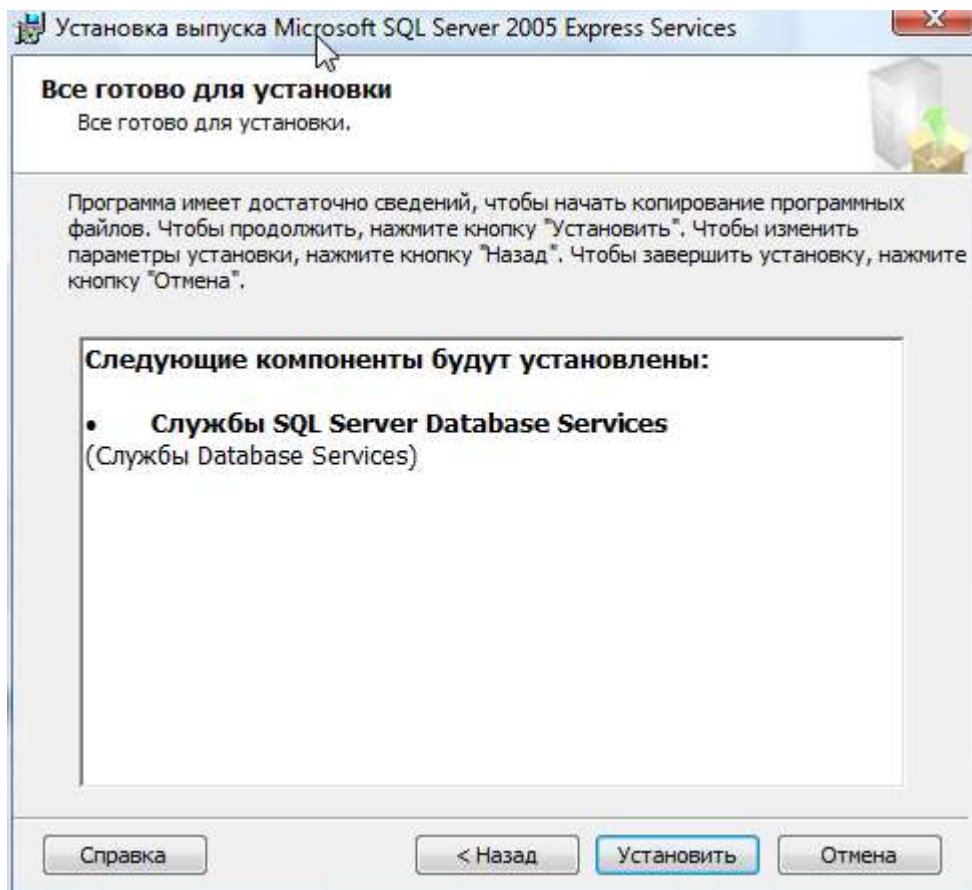 Установка выпуска Microsoft SQL Server 2005 Express Services
Все готово для установки
Все готово для установки.
Программа имеет достаточно сведений, чтобы начать копирование программных
файлов. Чтобы продолжить, нажмите кнопку "Установить". Чтобы изменить
параметры установки, нажмите кнопку "Назад". Чтобы завершить установку, нажмите
кнопку "Отмена".
Следующие компоненты будут установлены:
• Службы SQL Server Database Services
(Службы Database Services)
Справка
< Назад
Установить
Отмена